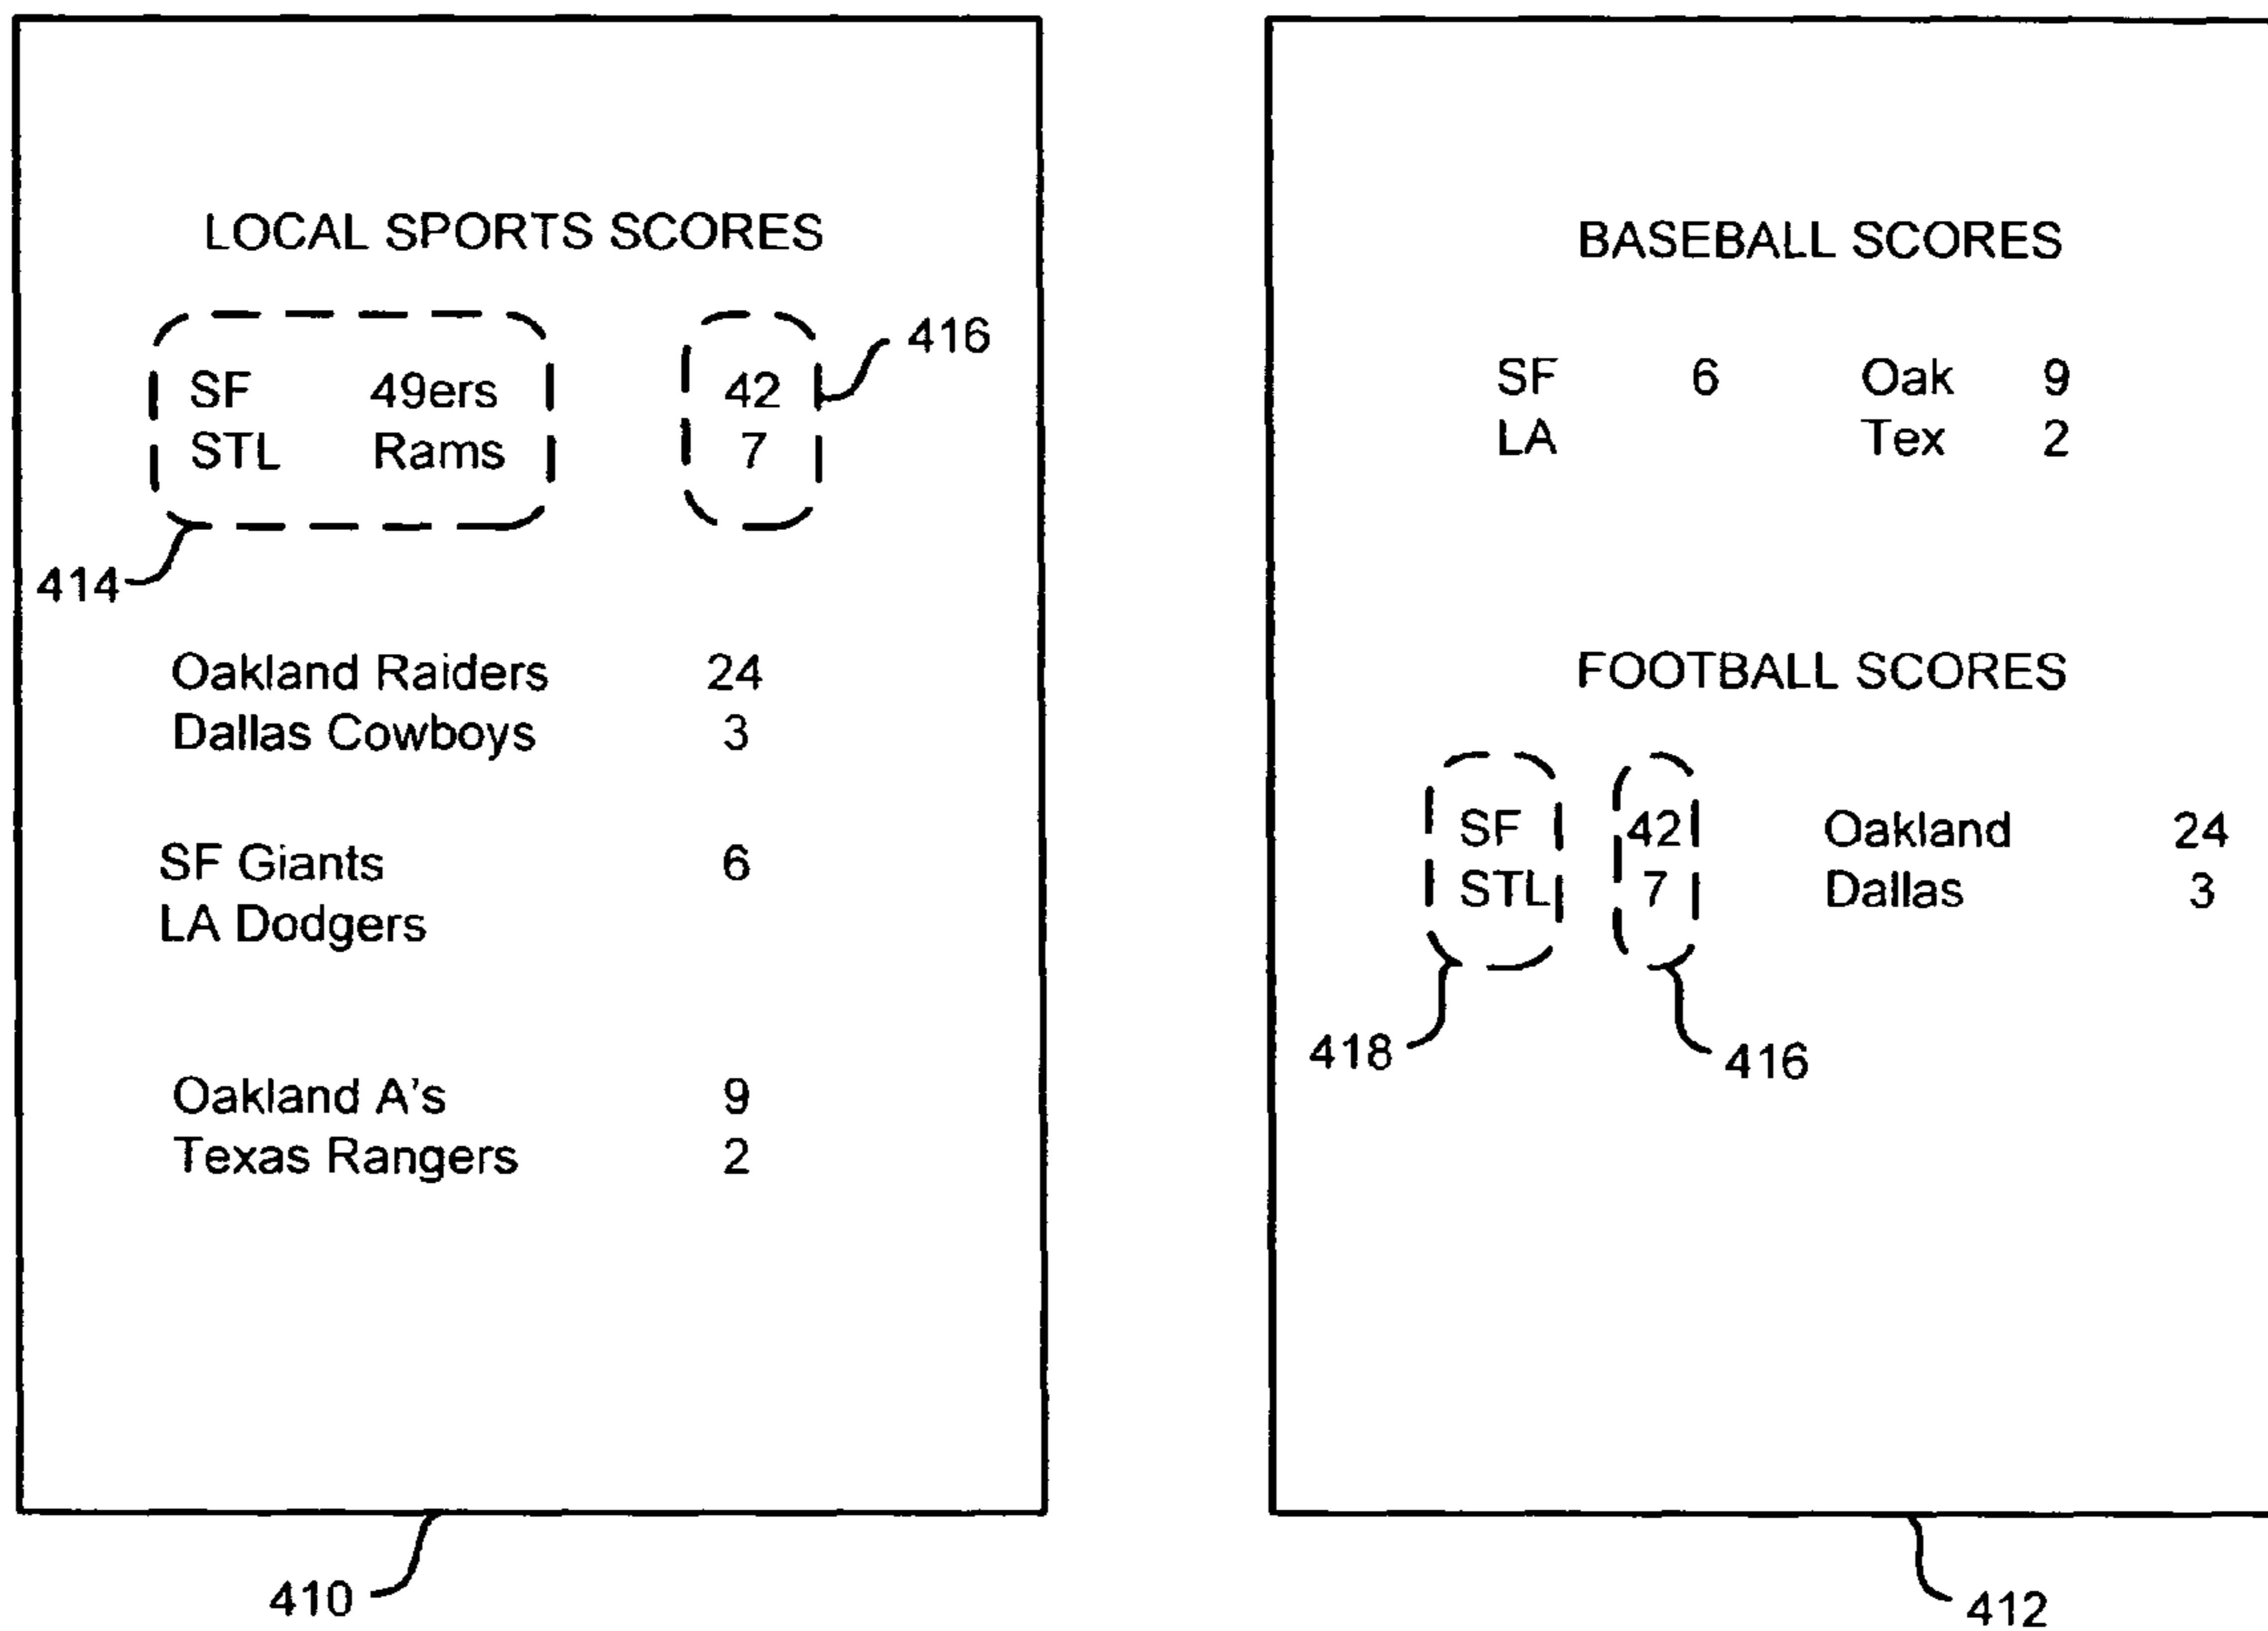 LOCAL SPORTS SCORES
SF 49ers 42
STL Rams 7
416
414
Oakland Raiders 24
Dallas Cowboys 3
SF Giants 6
LA Dodgers
Oakland A's 9
Texas Rangers 2
410
BASEBALL SCORES
SF 6 Oak 9
LA Tex 2
FOOTBALL SCORES
SF 42 Oakland 24
STL 7 Dallas 3
418
416
412